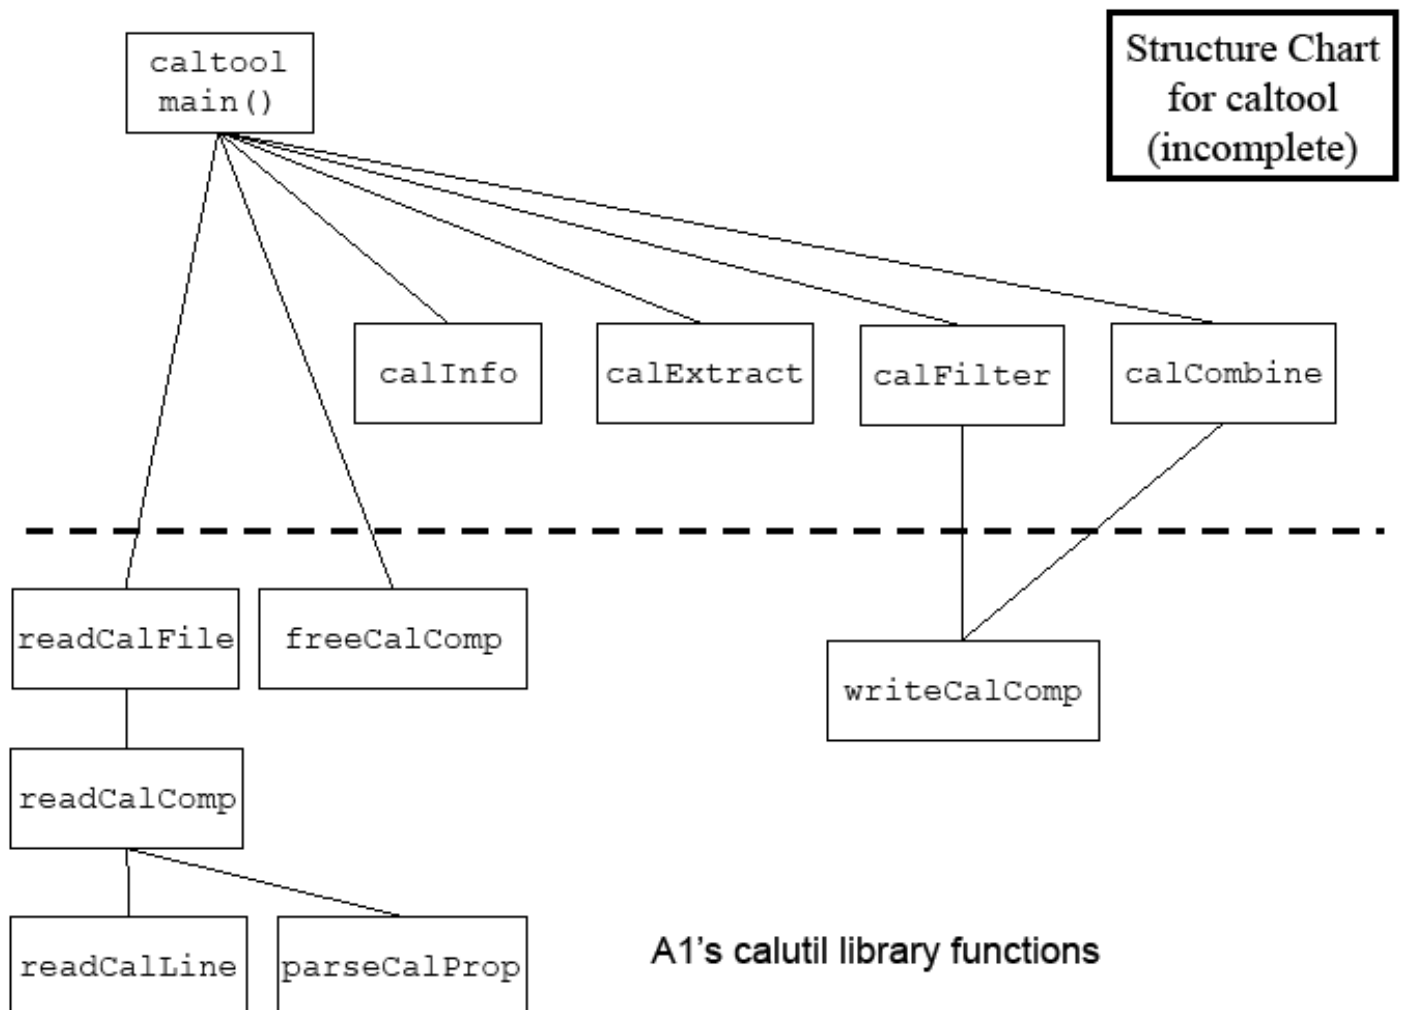 caltool
main()
Structure Chart
for caltool
(incomplete)
calInfo
calExtract
calFilter
calCombine
readCalFile
freeCalComp
writeCalComp
readCalComp
readCalLine
parseCalProp
A1's calutil library functions